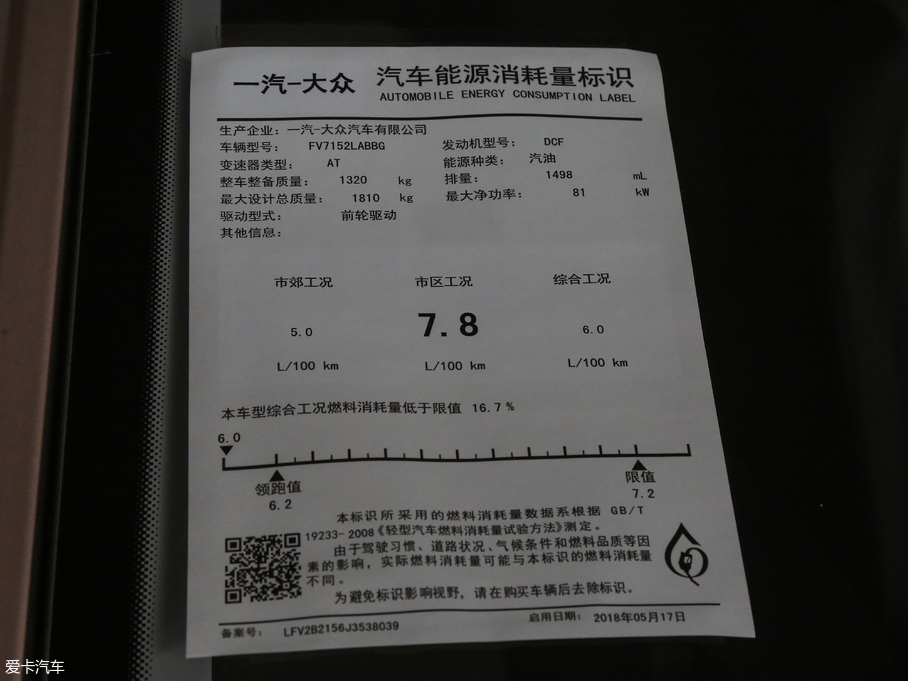 一汽-大众 汽车能源消耗量标识
AUTOMOBILE ENERGY CONSUMPTION LABEL
生产企业: 一汽-大众汽车有限公司
车辆型号: FV7152LABBG 发动机型号: DCF
变速器类型: AT 能源种类: 汽油
整车整备质量: 1320 kg 排量: 1498 mL
最大设计总质量: 1810 kg 最大净功率: 81 kW
驱动型式: 前轮驱动
其他信息:
市郊工况 市区工况 综合工况
5.0 7.8 6.0
L/100 km L/100 km L/100 km
本车型综合工况燃料消耗量低于限值 16.7 %
6.0
领跑值 限值
6.2 7.2
本标识所采用的燃料消耗量数据系根据 GB/T
19233-2008《轻型汽车燃料消耗量试验方法》测定。
由于驾驶习惯、道路状况、气候条件和燃料品质等因
素的影响，实际燃料消耗量可能与本标识的燃料消耗量
不同。
为避免标识影响视野，请在购买车辆后去除标识。
备案号: LFV2B2156J3538039 启用日期: 2018年05月17日
爱卡汽车